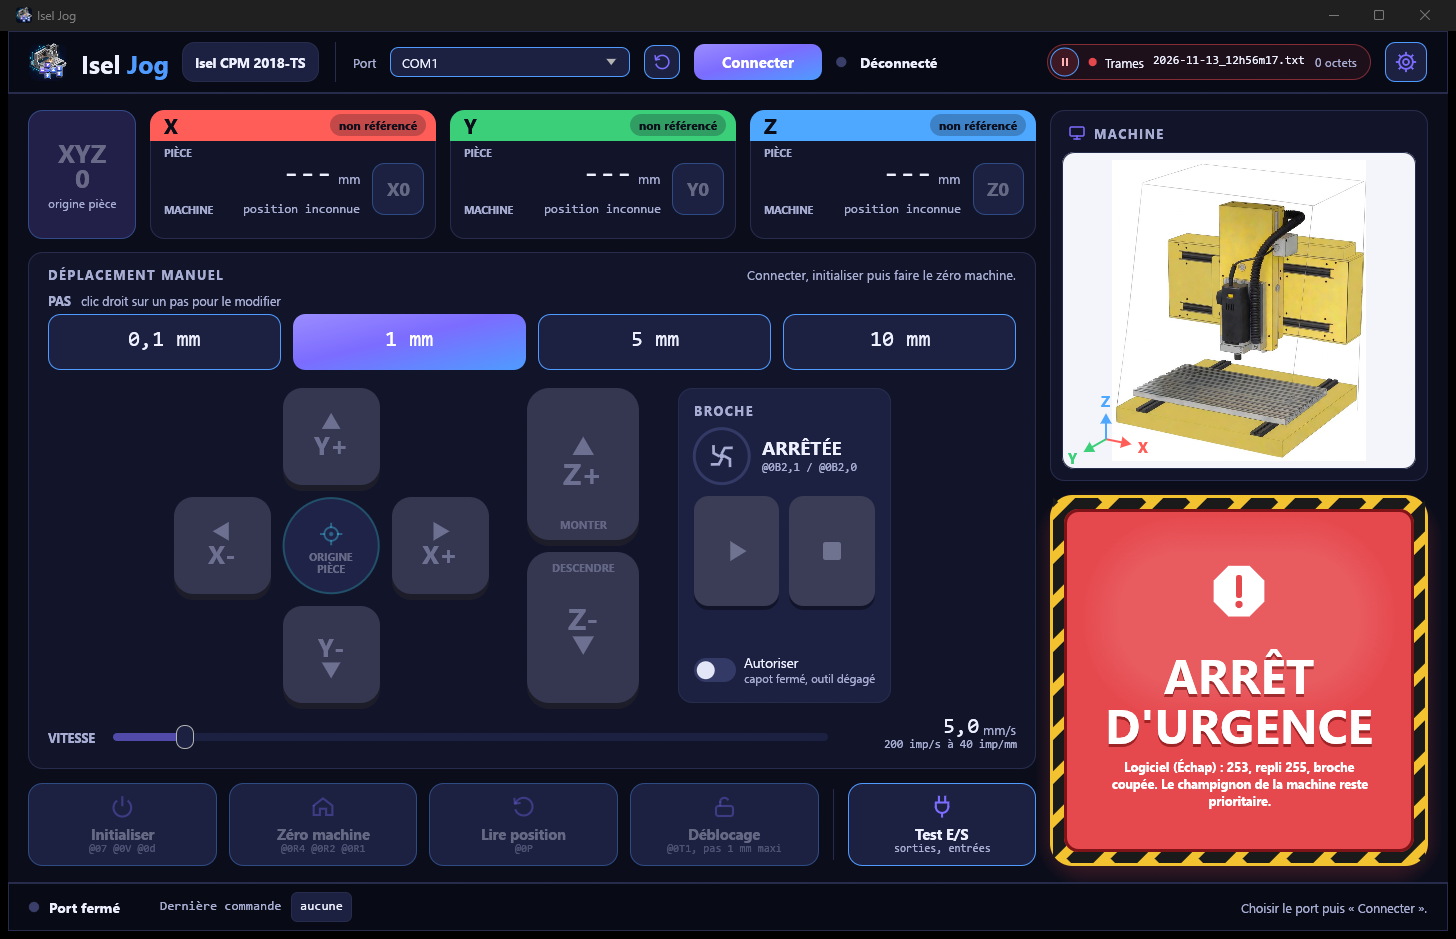 Isel Jog
Isel Jog
Isel CPM 2018-TS
Port
COM1
Connecter
Déconnecté
Trames 2026-11-13_12h56m17.txt 0 octets
XYZ
0
origine pièce
X non référencé
PIÈCE
--- mm
X0
MACHINE position inconnue
Y non référencé
PIÈCE
--- mm
Y0
MACHINE position inconnue
Z non référencé
PIÈCE
--- mm
Z0
MACHINE position inconnue
MACHINE
Z
X
Y
DÉPLACEMENT MANUEL
Connecter, initialiser puis faire le zéro machine.
PAS clic droit sur un pas pour le modifier
0,1 mm
1 mm
5 mm
10 mm
Y+
X-
ORIGINE
PIÈCE
X+
Y-
Z+
MONTER
DESCENDRE
Z-
BROCHE
ARRÊTÉE
@0B2,1 / @0B2,0
Autoriser
capot fermé, outil dégagé
VITESSE
5,0 mm/s
200 imp/s à 40 imp/mm
ARRÊT
D'URGENCE
Logiciel (Échap) : 253, repli 255, broche
coupée. Le champignon de la machine reste
prioritaire.
Initialiser
@07 @0V @0d
Zéro machine
@0R4 @0R2 @0R1
Lire position
@0P
Déblocage
@0T1, pas 1 mm maxi
Test E/S
sorties, entrées
Port fermé
Dernière commande aucune
Choisir le port puis « Connecter ».